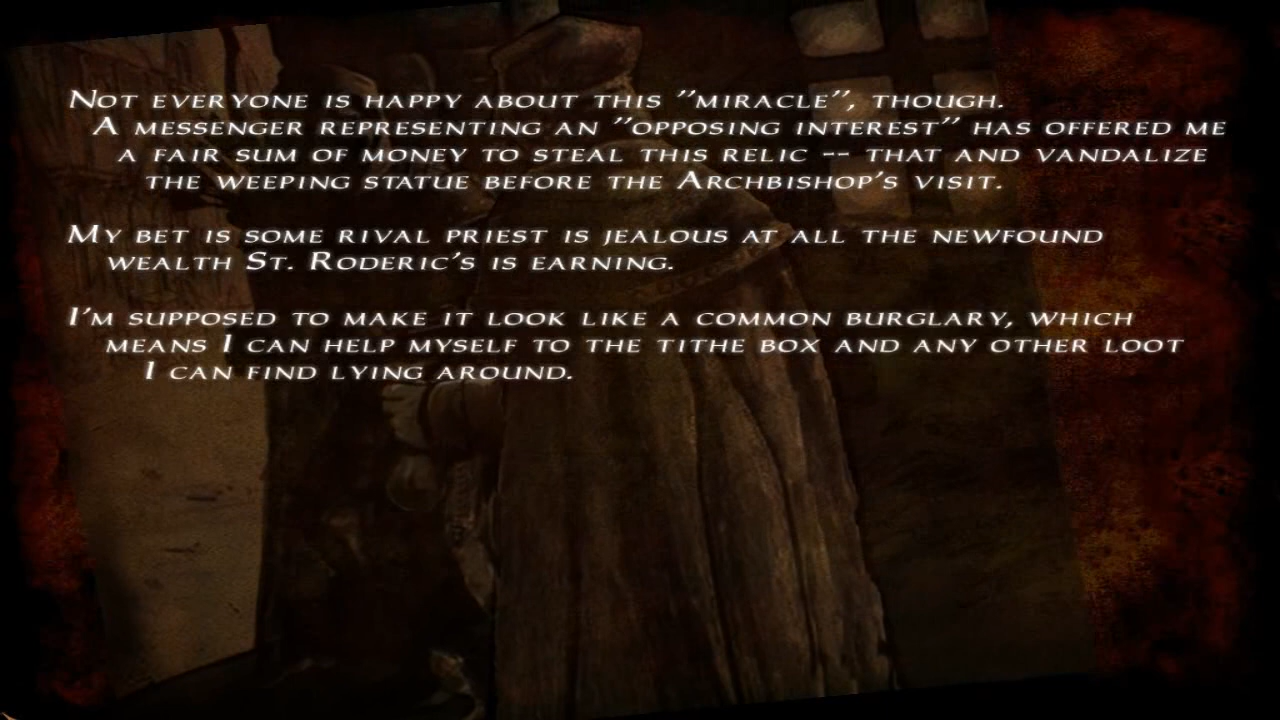 Not everyone is happy about this "miracle", though.
A messenger representing an "opposing interest" has offered me
a fair sum of money to steal this relic -- that and vandalize
the weeping statue before the Archbishop's visit.
My bet is some rival priest is jealous at all the newfound
wealth St. Roderic's is earning.
I'm supposed to make it look like a common burglary, which
means I can help myself to the tithe box and any other loot
I can find lying around.